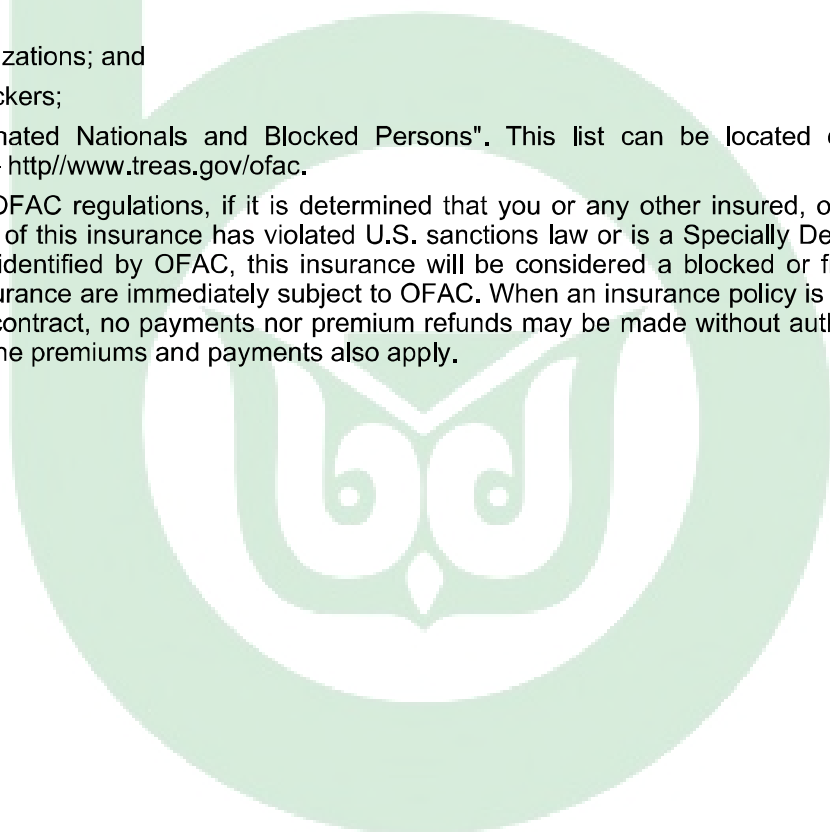 zations; and
ckers;
nated Nationals and Blocked Persons". This list can be located
http//www.treas.gov/ofac.
OFAC regulations, if it is determined that you or any other insured, o
of this insurance has violated U.S. sanctions law or is a Specially De
identified by OFAC, this insurance will be considered a blocked or f
urance are immediately subject to OFAC. When an insurance policy is
contract, no payments nor premium refunds may be made without auth
he premiums and payments also apply.